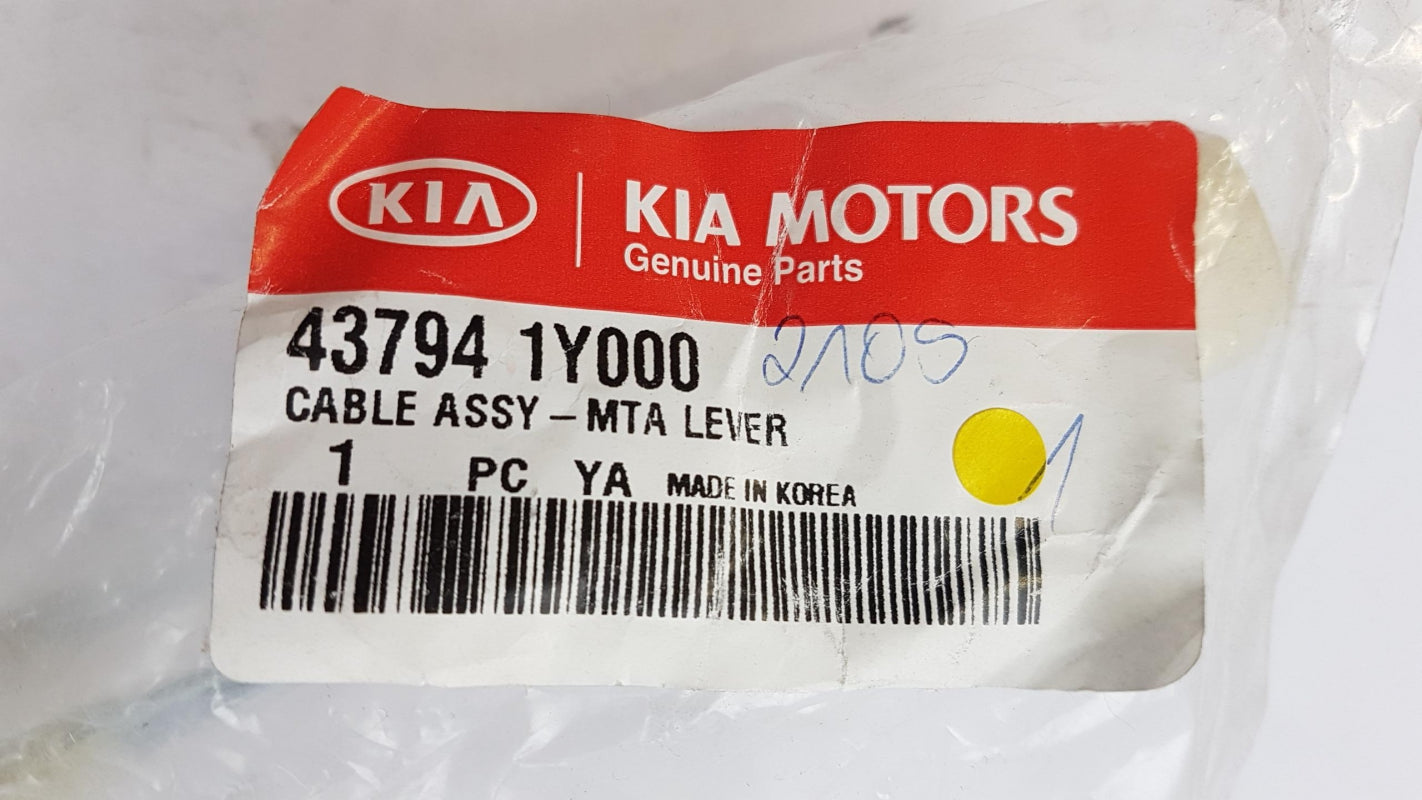 KIA KIA MOTORS
Genuine Parts
43794 1Y000 2105
CABLE ASSY - MTA LEVER
1 PC YA MADE IN KOREA
1